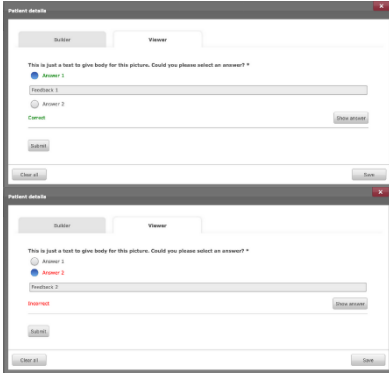 Patient details
Builder Viewer
This is just a text to give body for this picture. Could you please select an answer? *
Answer 1
Feedback 1
Answer 2
Correct Show answer
Submit
Clear all Save
Patient details
Builder Viewer
This is just a text to give body for this picture. Could you please select an answer? *
Answer 1
Answer 2
Feedback 2
Incorrect Show answer
Submit
Clear all Save